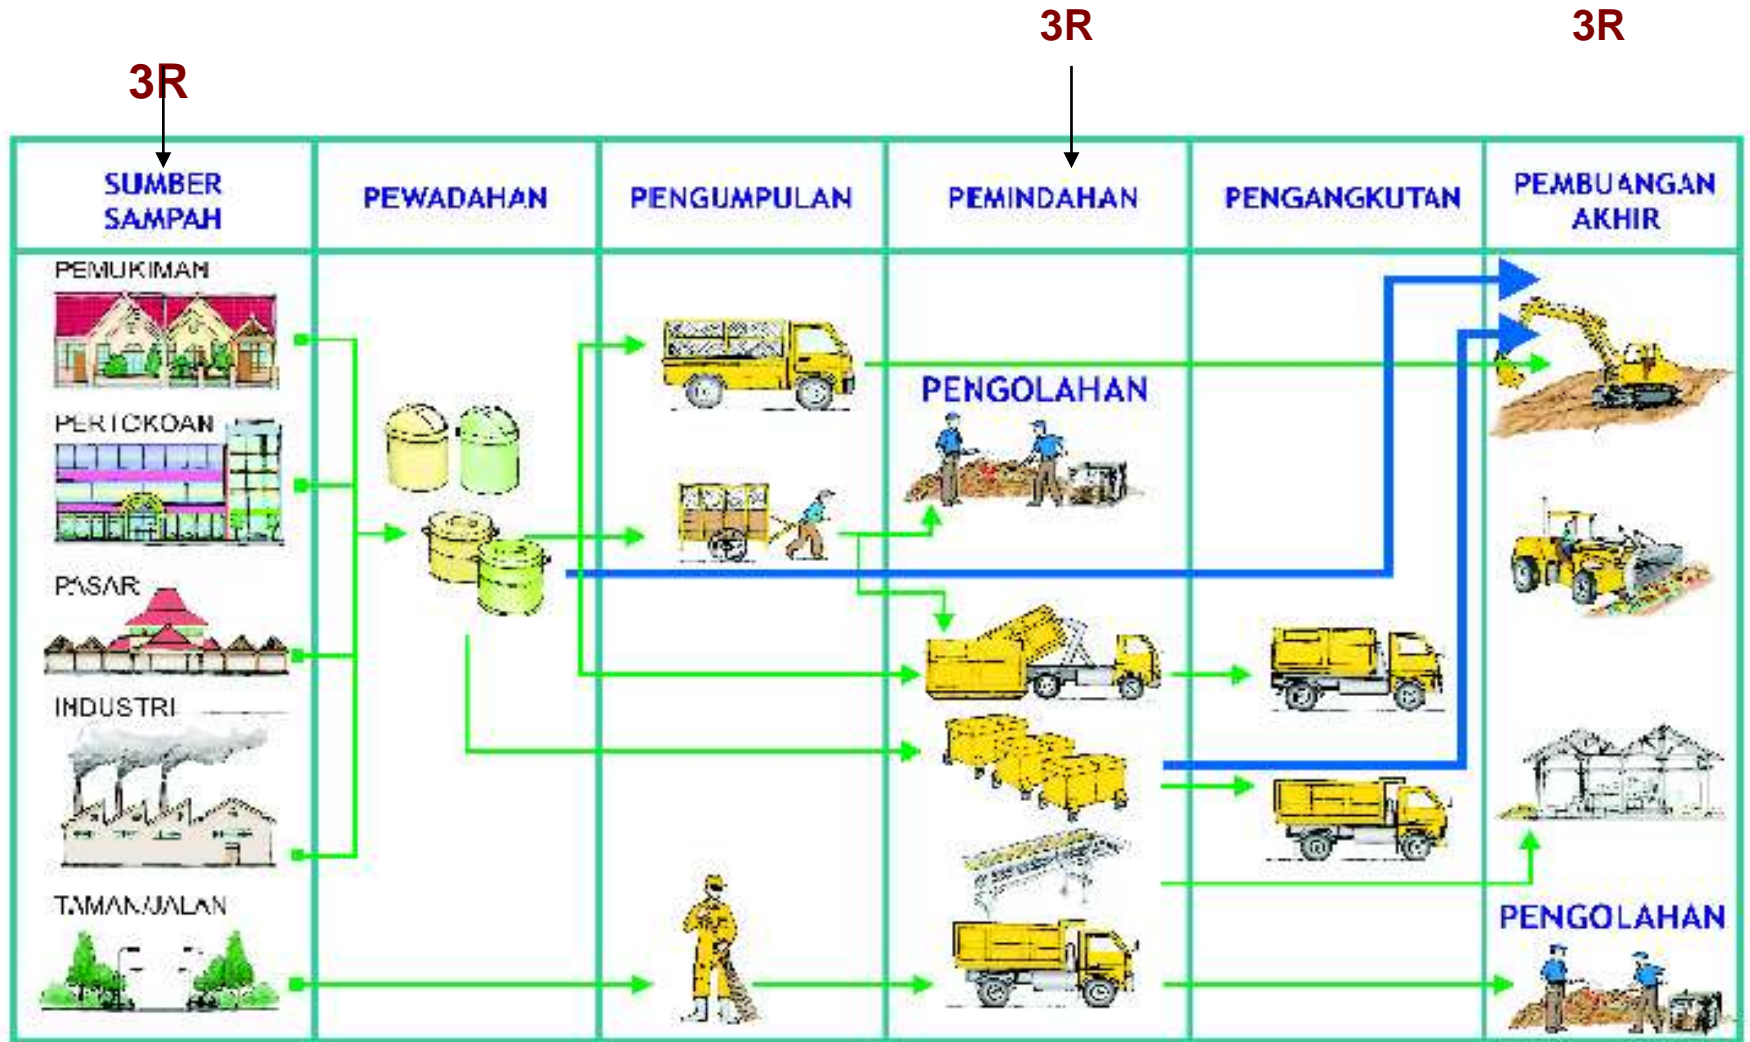 3R
3R
3R
SUMBER
SAMPAH
PEWADAHAN
PENGUMPULAN
PEMINDAHAN
PENGANGKUTAN
PEMBUANGAN
AKHIR
PEMUKIMAN
PERTOKOAN
PASAR
INDUSTRI
TAMAN/JALAN
PENGOLAHAN
PENGOLAHAN